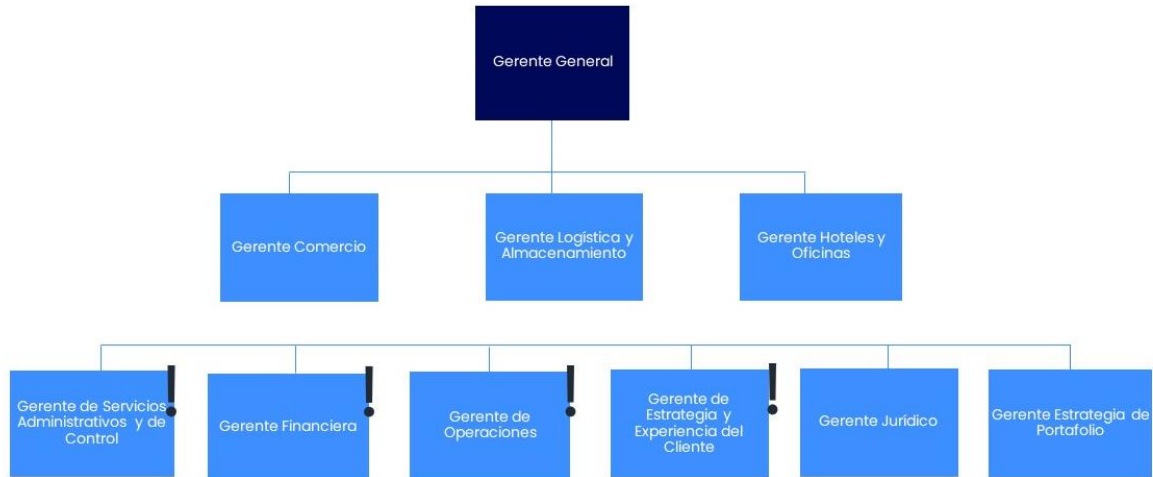 Gerente General
Gerente Comercio
Gerente Logística y
Almacenamiento
Gerente Hoteles y
Oficinas
Gerente de Servicios
Administrativos y de
Control
Gerente Financiera
Gerente de
Operaciones
Gerente de
Estrategia y
Experiencia del
Cliente
Gerente Jurídico
Gerente Estrategia de
Portafolio